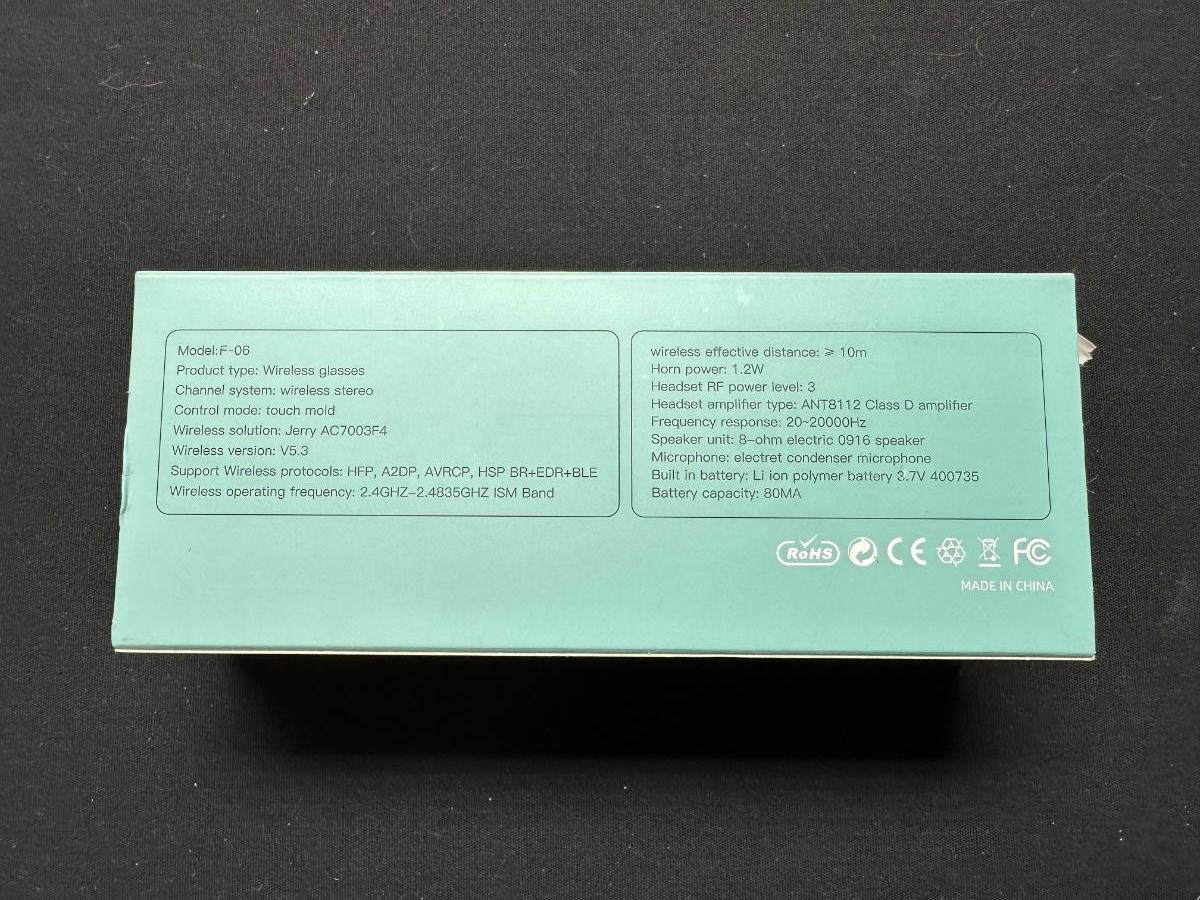 Model:F-06
Product type: Wireless glasses
Channel system: wireless stereo
Control mode: touch mold
Wireless solution: Jerry AC7003F4
Wireless version: V5.3
Support Wireless protocols: HFP, A2DP, AVRCP, HSP BR+EDR+BLE
Wireless operating frequency: 2.4GHZ-2.4835GHZ ISM Band
wireless effective distance: ⩾ 10m
Horn power: 1.2W
Headset RF power level: 3
Headset amplifier type: ANT8112 Class D amplifier
Frequency response: 20~20000Hz
Speaker unit: 8-ohm electric 0916 speaker
Microphone: electret condenser microphone
Built in battery: Li ion polymer battery 3.7V 400735
Battery capacity: 80MA
RoHS CE FC
MADE IN CHINA